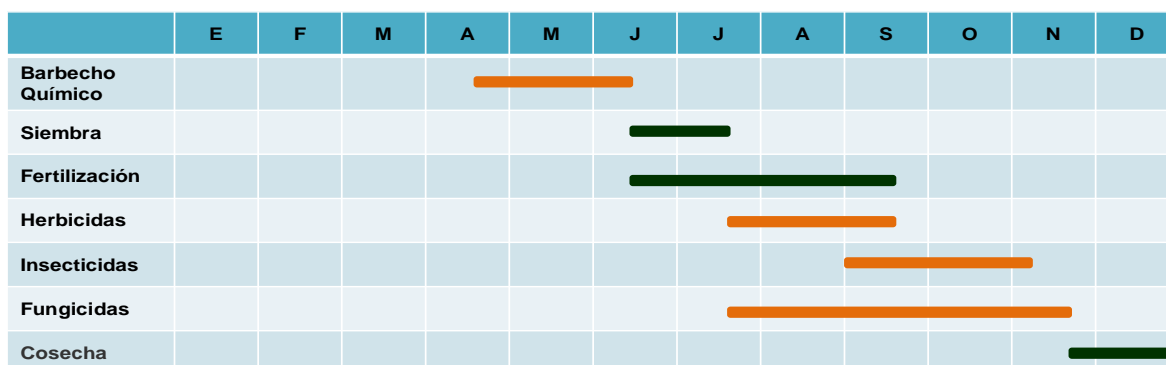 E F M A M J J A S O N D
Barbecho
Químico
Siembra
Fertilización
Herbicidas
Insecticidas
Fungicidas
Cosecha